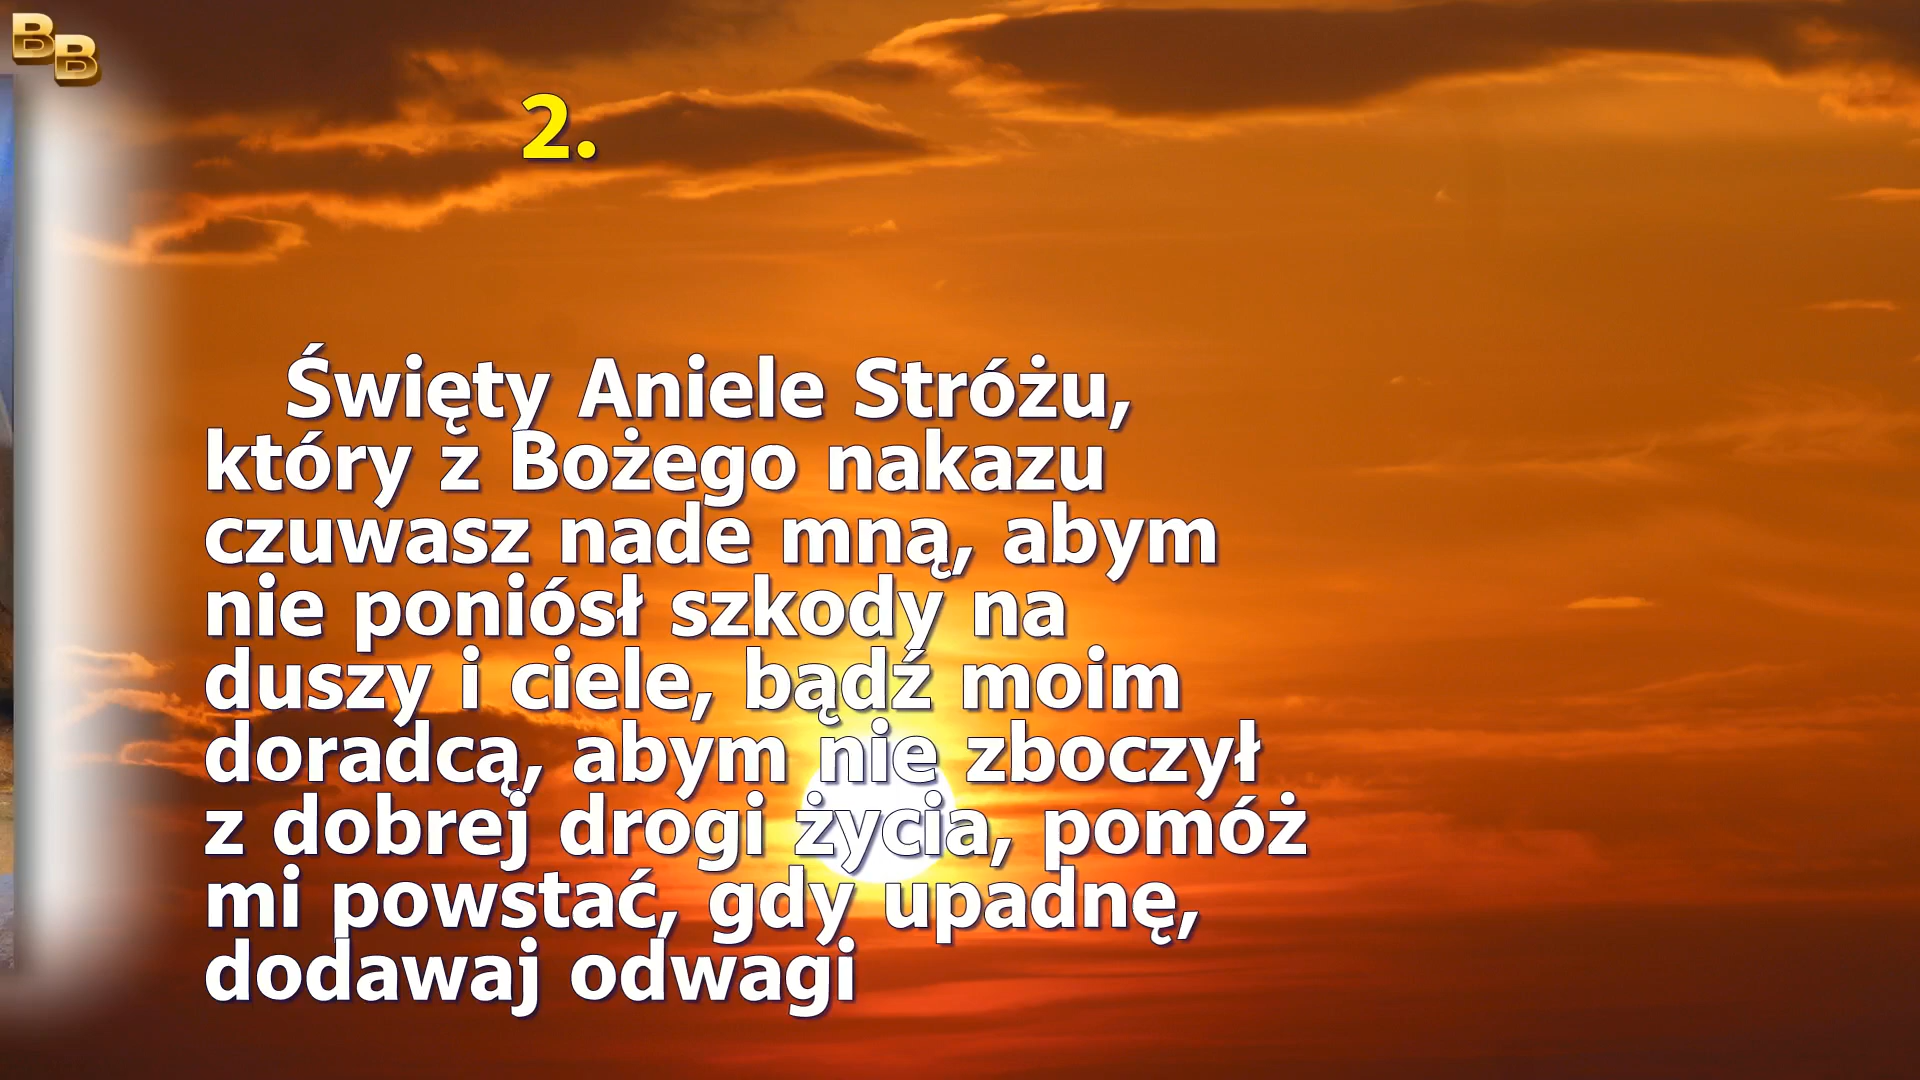 BB
2.
Święty Aniele Stróżu,
który z Bożego nakazu
czuwasz nade mną, abym
nie poniósł szkody na
duszy i ciele, bądź moim
doradcą, abym nie zboczył
z dobrej drogi życia, pomóż
mi powstać, gdy upadnę,
dodawaj odwagi